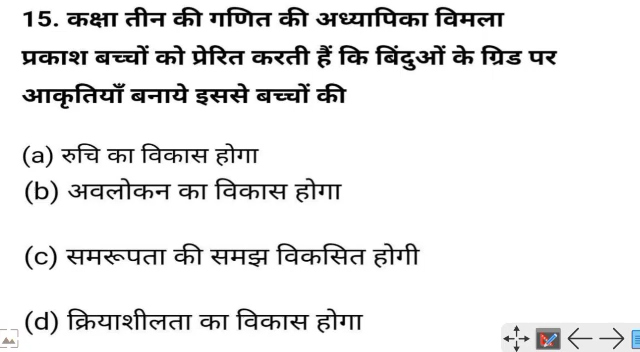 15. कक्षा तीन की गणित की अध्यापिका विमला
प्रकाश बच्चों को प्रेरित करती हैं कि बिंदुओं के ग्रिड पर
आकृतियाँ बनाये इससे बच्चों की
(a) रुचि का विकास होगा
(b) अवलोकन का विकास होगा
(c) समरूपता की समझ विकसित होगी
(d) क्रियाशीलता का विकास होगा